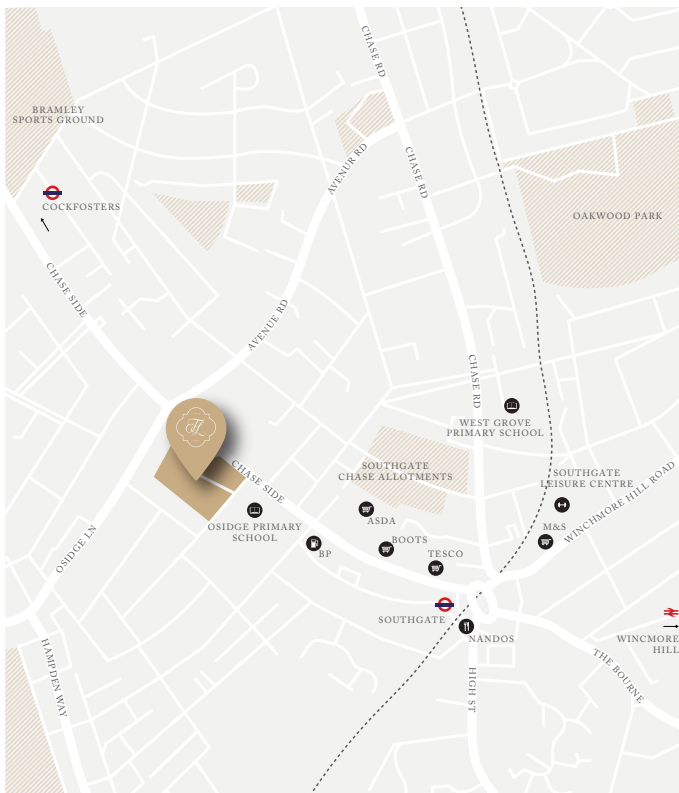 CHASE RD
BRAMLEY
SPORTS GROUND
AVENUR RD
CHASE RD
COCKFOSTERS
OAKWOOD PARK
CHASE SIDE
AVENUE RD
CHASE RD
WEST GROVE
PRIMARY SCHOOL
CHASE SIDE
SOUTHGATE
CHASE ALLOTMENTS
SOUTHGATE
LEISURE CENTRE
WINCHMORE HILL ROAD
OSIDGE PRIMARY
SCHOOL
ASDA
M&S
OSIDGE LN
BP
BOOTS
TESCO
SOUTHGATE
NANDOS
WINCMORE
HILL
HAMPDEN WAY
HIGH ST
THE BOURNE